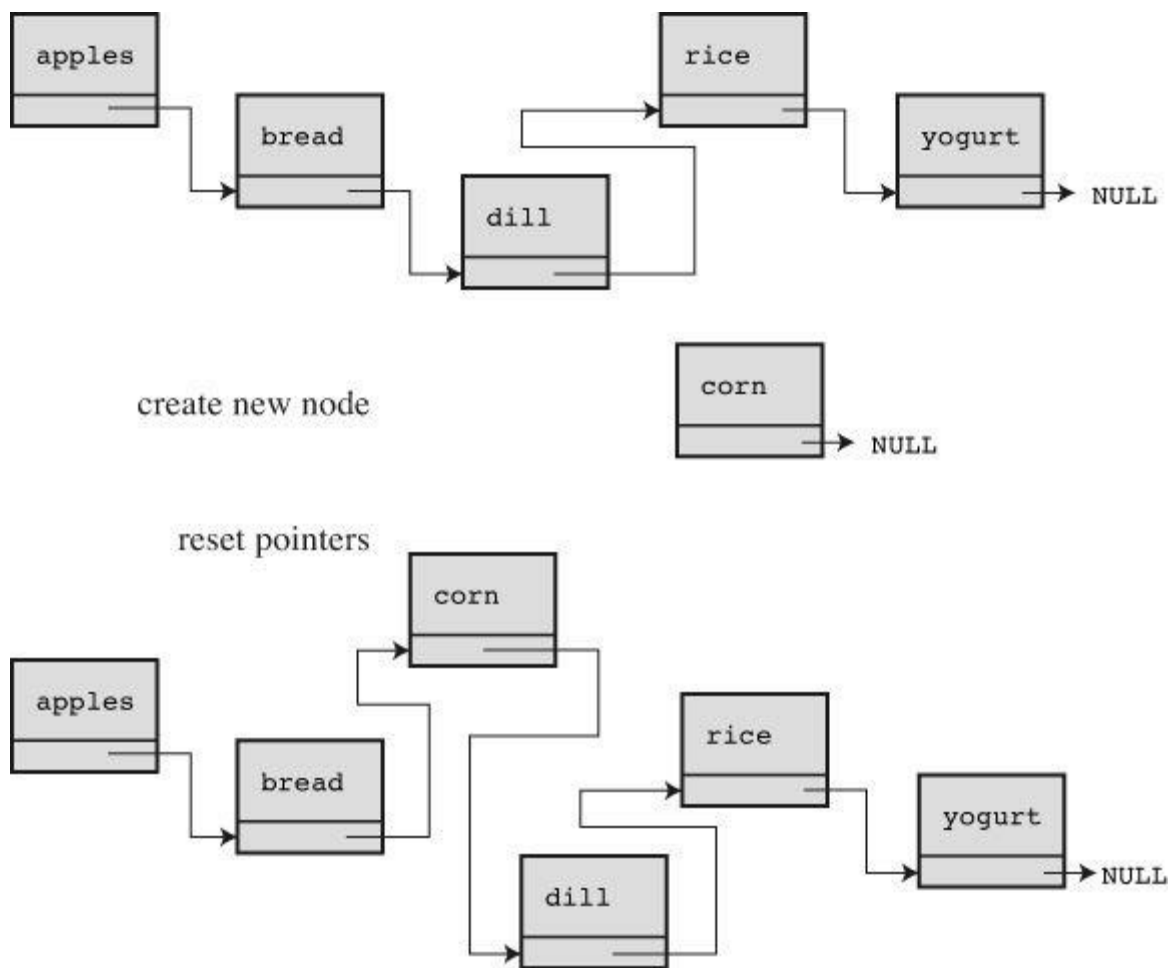 apples
bread
dill
rice
yogurt
NULL
create new node
corn
NULL
reset pointers
apples
bread
corn
dill
rice
yogurt
NULL